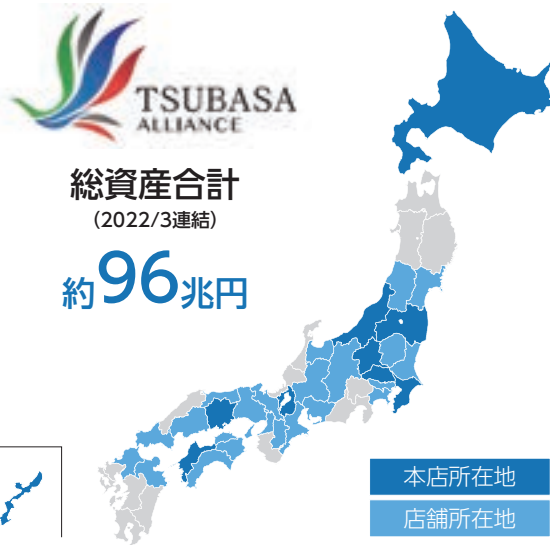 TSUBASA
ALLIANCE
総資産合計
(2022/3連結)
約96兆円
本店所在地
店舗所在地